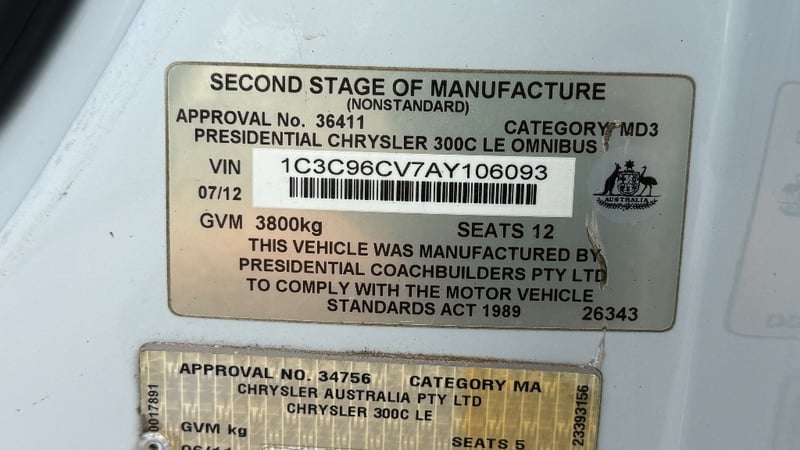 SECOND STAGE OF MANUFACTURE
(NONSTANDARD)
APPROVAL No. 36411 CATEGORY MD3
PRESIDENTIAL CHRYSLER 300C LE OMNIBUS
VIN 1C3C96CV7AY106093
07/12
AUSTRALIA
GVM 3800kg SEATS 12
THIS VEHICLE WAS MANUFACTURED BY
PRESIDENTIAL COACHBUILDERS PTY LTD
TO COMPLY WITH THE MOTOR VEHICLE
STANDARDS ACT 1989 26343
APPROVAL NO. 34756 CATEGORY MA
CHRYSLER AUSTRALIA PTY LTD
CHRYSLER 300C LE
GVM kg SEATS 5
0017891
23393156